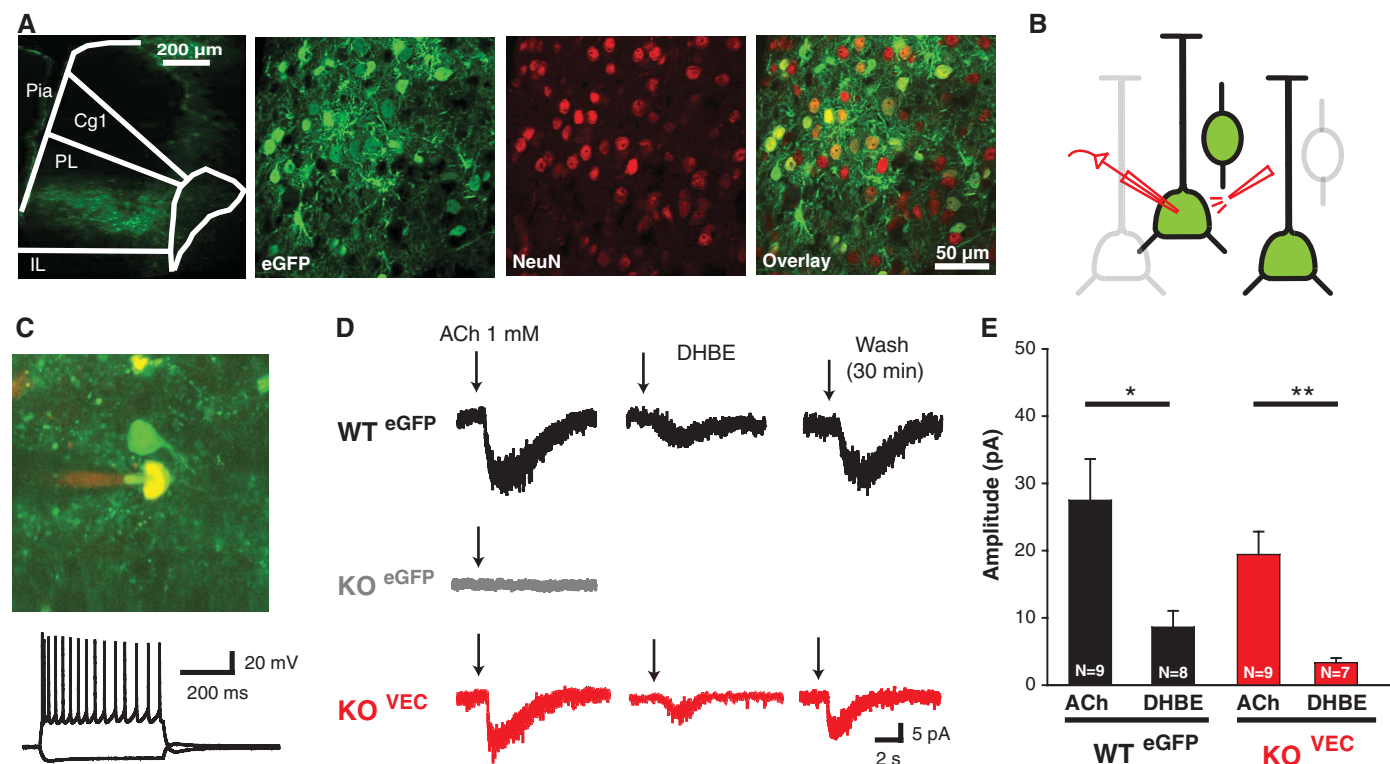 A
200 µm
Pia
Cg1
PL
IL
eGFP
NeuN
Overlay
50 µm
B
C
20 mV
200 ms
D
ACh 1 mM
DHBE
Wash
(30 min)
WT eGFP
KO eGFP
KO VEC
5 pA
2 s
E
Amplitude (pA)
50
40
30
20
10
0
*
**
N=9
N=8
N=9
N=7
ACh
DHBE
ACh
DHBE
WT eGFP
KO VEC